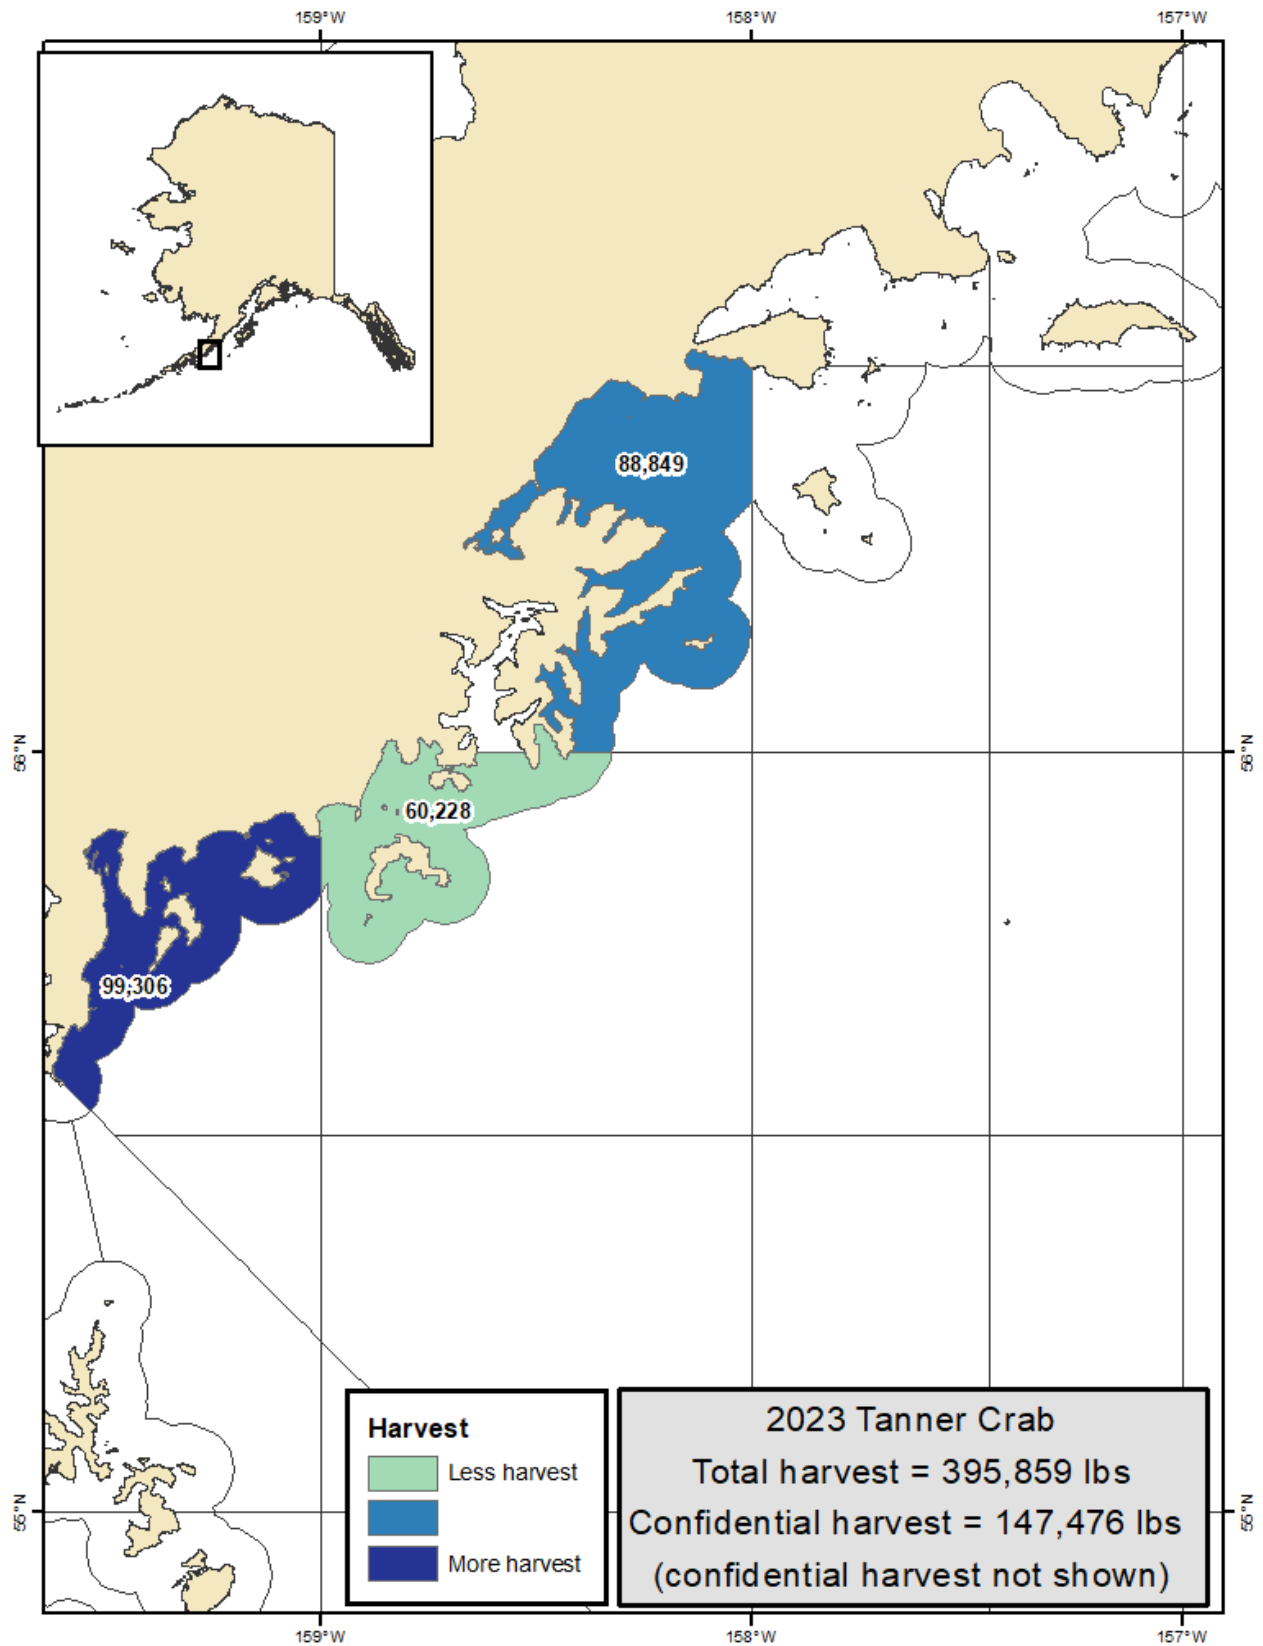 159°W
158°W
157°W
88,849
56°N
56°N
60,228
99,306
Harvest
Less harvest
More harvest
2023 Tanner Crab
Total harvest = 395,859 lbs
Confidential harvest = 147,476 lbs
(confidential harvest not shown)
55°N
55°N
159°W
158°W
157°W